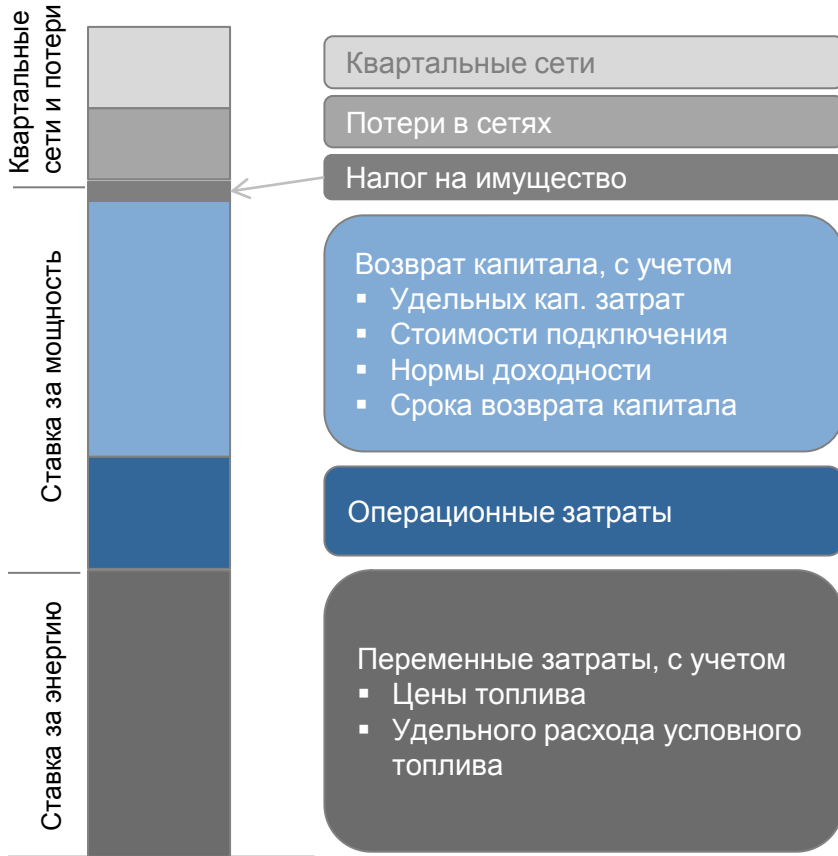 Квартальные
сети и потери
Ставка за мощность
Ставка за энергию
Квартальные сети
Потери в сетях
Налог на имущество
Возврат капитала, с учетом
▪ Удельных кап. затрат
▪ Стоимости подключения
▪ Нормы доходности
▪ Срока возврата капитала
Операционные затраты
Переменные затраты, с учетом
▪ Цены топлива
▪ Удельного расхода условного
топлива